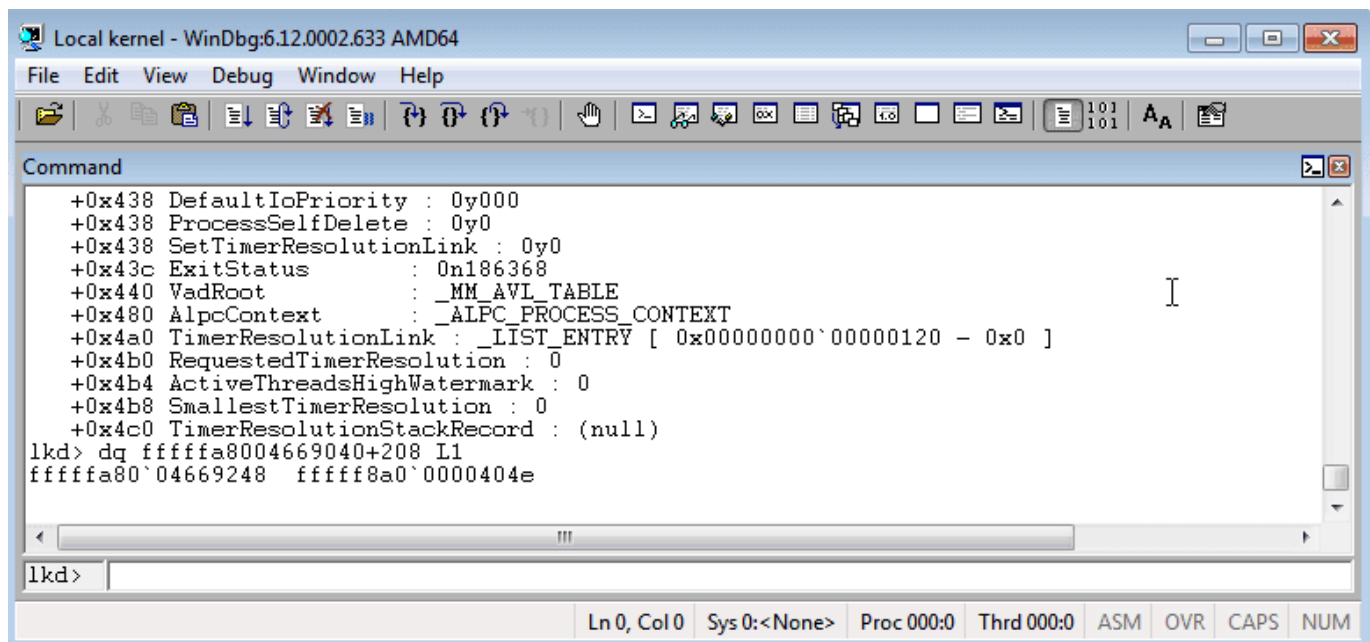 Local kernel - WinDbg:6.12.0002.633 AMD64
File Edit View Debug Window Help
101
101
AA
Command
+0x438 DefaultIoPriority : 0y000
+0x438 ProcessSelfDelete : 0y0
+0x438 SetTimerResolutionLink : 0y0
+0x43c ExitStatus : 0n186368
+0x440 VadRoot : _MM_AVL_TABLE
+0x480 AlpcContext : _ALPC_PROCESS_CONTEXT
+0x4a0 TimerResolutionLink : _LIST_ENTRY [ 0x00000000`00000120 - 0x0 ]
+0x4b0 RequestedTimerResolution : 0
+0x4b4 ActiveThreadsHighWatermark : 0
+0x4b8 SmallestTimerResolution : 0
+0x4c0 TimerResolutionStackRecord : (null)
lkd> dq fffffa8004669040+208 L1
fffffa80`04669248 fffff8a0`0000404e
lkd>
Ln 0, Col 0 Sys 0:<None> Proc 000:0 Thrd 000:0 ASM OVR CAPS NUM